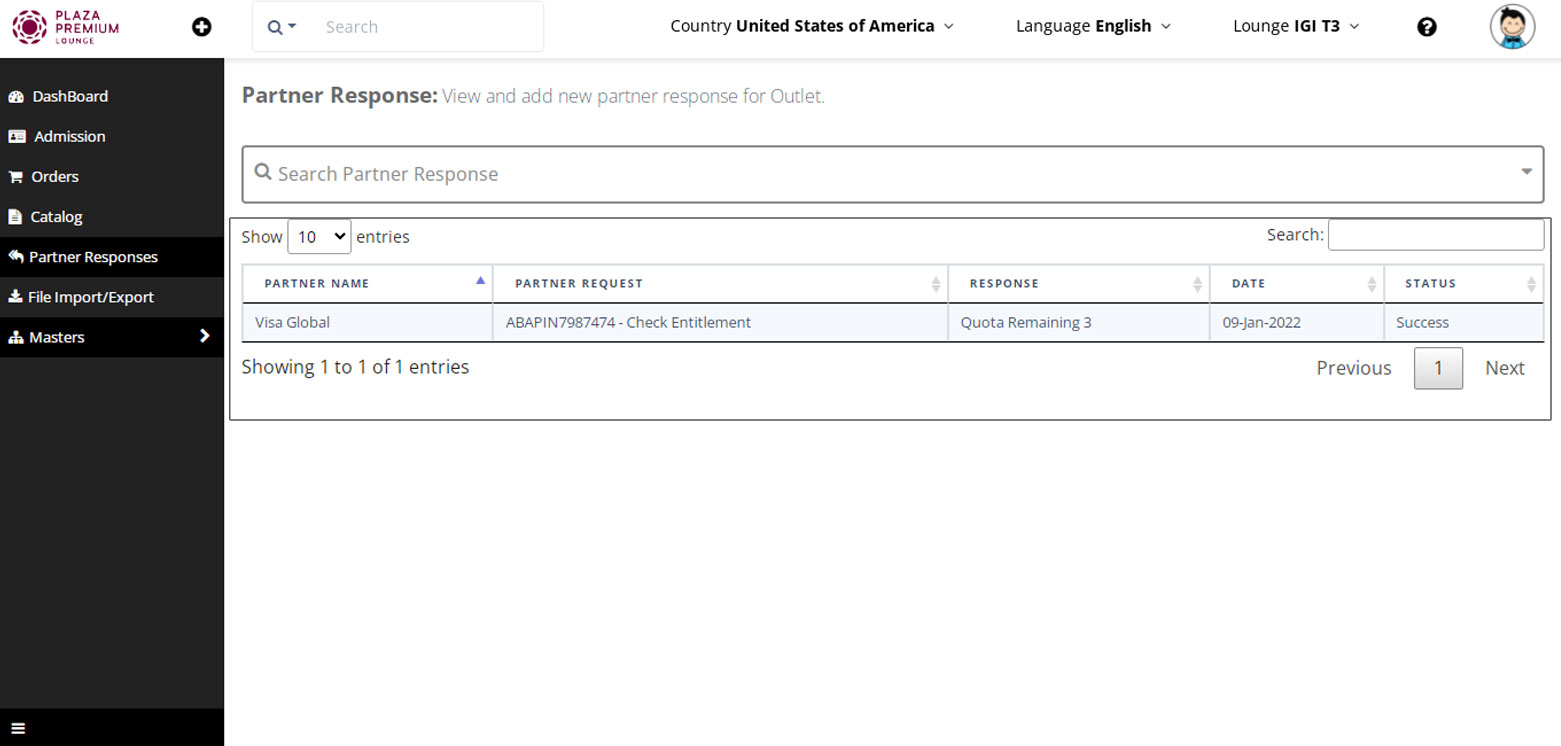 PLAZA
PREMIUM
LOUNGE
Search
Country United States of America
Language English
Lounge IGI T3
DashBoard
Admission
Orders
Catalog
Partner Responses
File Import/Export
Masters
Partner Response: View and add new partner response for Outlet.
Search Partner Response
Show 10 entries
Search:
PARTNER NAME PARTNER REQUEST RESPONSE DATE STATUS
Visa Global ABAPIN7987474 - Check Entitlement Quota Remaining 3 09-Jan-2022 Success
Showing 1 to 1 of 1 entries
Previous 1 Next